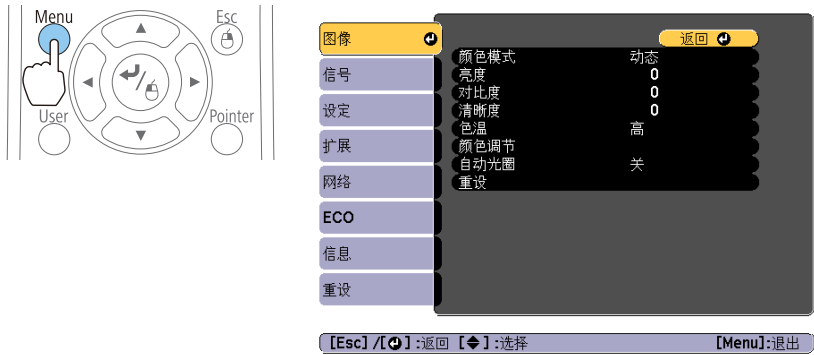 Menu
Esc
User
Pointer
图像
返回
颜色模式 动态
亮度 0
对比度 0
清晰度 0
色温 高
颜色调节
自动光圈 关
重设
信号
设定
扩展
网络
ECO
信息
重设
[Esc] /[ ] :返回 [ ] :选择 [Menu]:退出